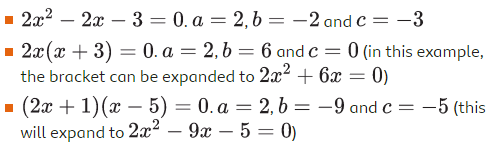 ▪ 2x² − 2x − 3 = 0. a = 2, b = −2 and c = −3
▪ 2x(x + 3) = 0. a = 2, b = 6 and c = 0 (in this example,
the bracket can be expanded to 2x² + 6x = 0)
▪ (2x + 1)(x − 5) = 0. a = 2, b = −9 and c = −5 (this
will expand to 2x² − 9x − 5 = 0)